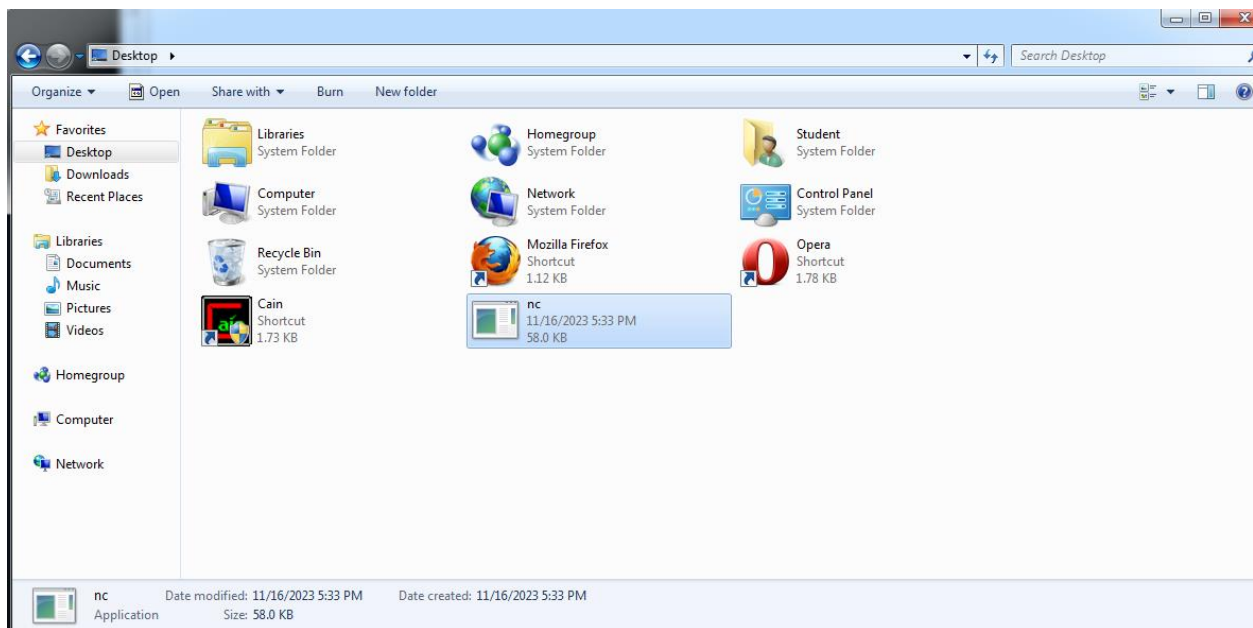 Desktop
Search Desktop
Organize
Open
Share with
Burn
New folder
Favorites
Desktop
Downloads
Recent Places
Libraries
Documents
Music
Pictures
Videos
Homegroup
Computer
Network
Libraries
System Folder
Homegroup
System Folder
Student
System Folder
Computer
System Folder
Network
System Folder
Control Panel
System Folder
Recycle Bin
System Folder
Mozilla Firefox
Shortcut
1.12 KB
Opera
Shortcut
1.78 KB
Cain
Shortcut
1.73 KB
nc
11/16/2023 5:33 PM
58.0 KB
nc Date modified: 11/16/2023 5:33 PM Date created: 11/16/2023 5:33 PM
Application Size: 58.0 KB